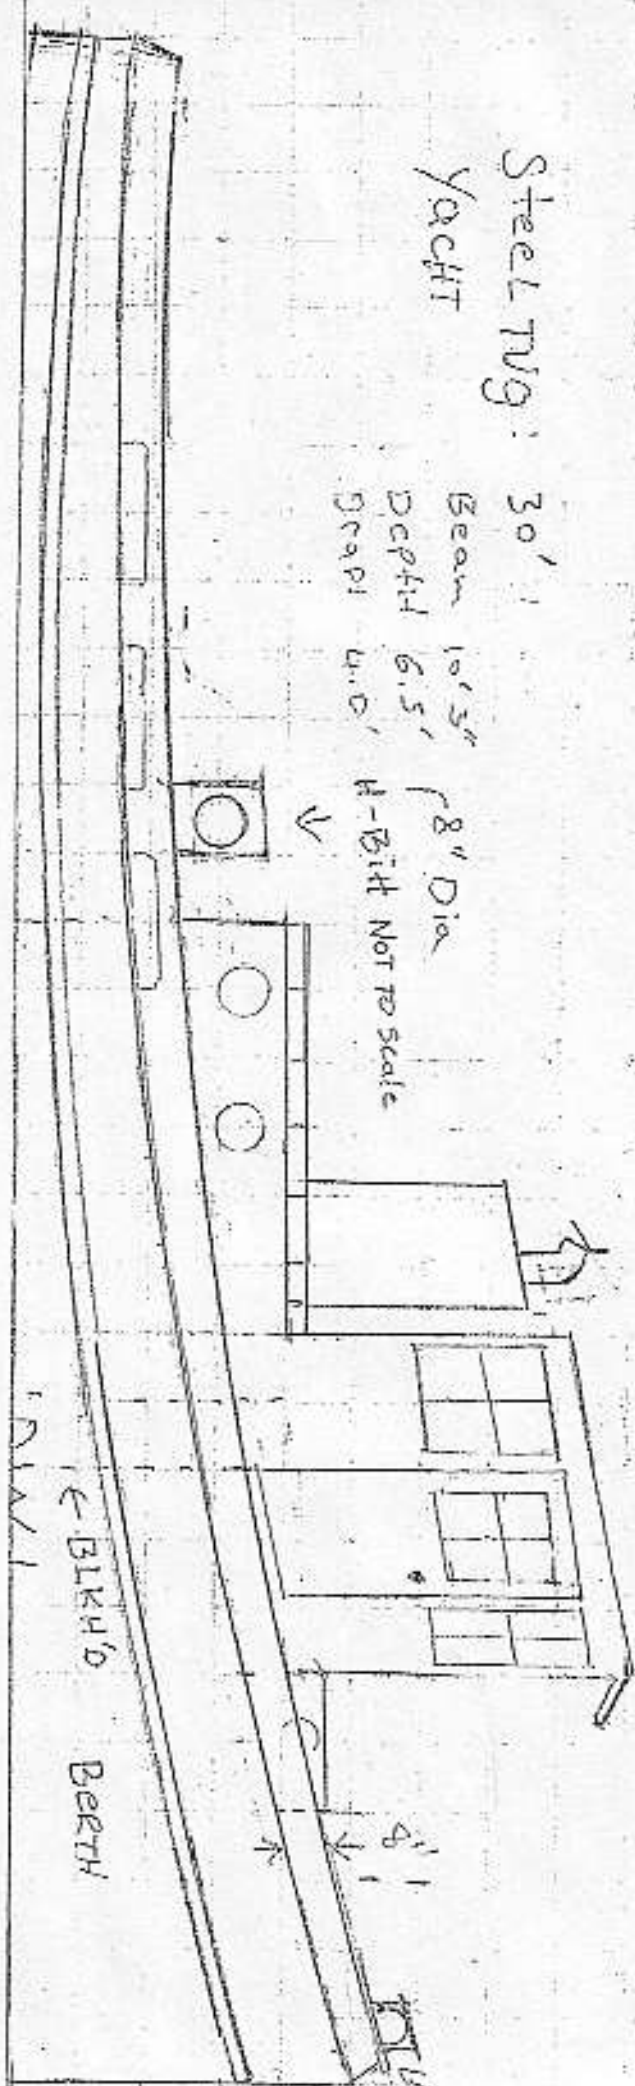 Steel TUg: 30'
YacHT
Beam 10'3"
DepTH 6.5'
Draft 4.0'
8" Dia
H-Bitt NOT TO Scale
8"
← BLKH'D
BERTH